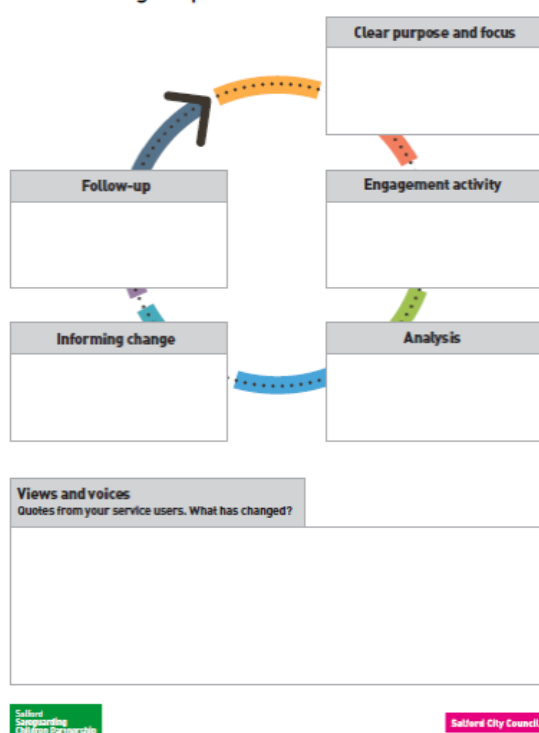 Clear purpose and focus
Follow-up
Engagement activity
Informing change
Analysis
Views and voices
Quotes from your service users. What has changed?
Salford
Safeguarding
Children Partnership
Salford City Council